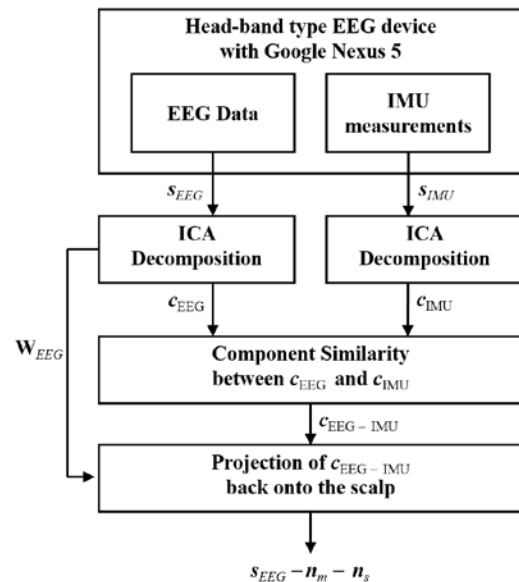 Head-band type EEG device
with Google Nexus 5
EEG Data
IMU
measurements
s_EEG
s_IMU
ICA
Decomposition
ICA
Decomposition
c_EEG
c_IMU
W_EEG
Component Similarity
between c_EEG and c_IMU
c_EEG – IMU
Projection of c_EEG – IMU
back onto the scalp
s_EEG – n_m – n_s